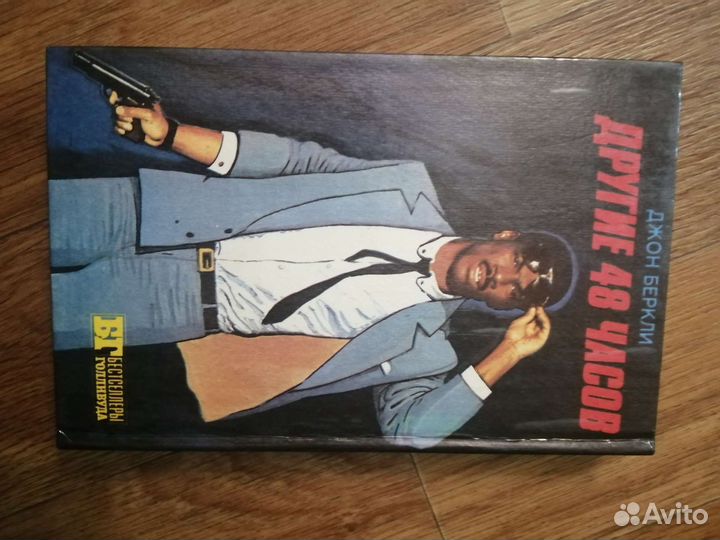 ДЖОН БЕРКЛИ
ДРУГИЕ 48 ЧАСОВ
БГ
БЕСТСЕЛЛЕРЫ
ГОЛЛИВУДА
Avito